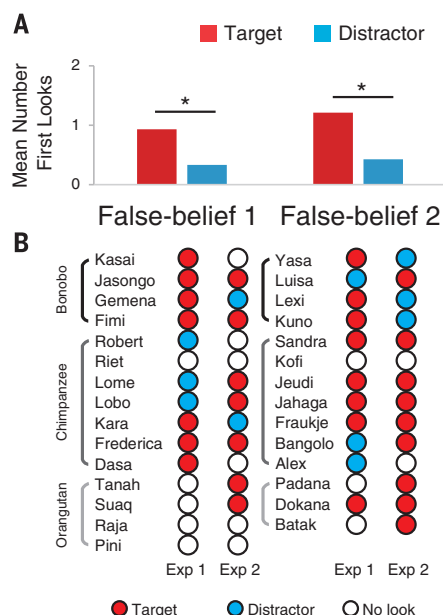 A
Target Distractor
Mean Number
First Looks
2
1
0
* *
False-belief 1 False-belief 2
B
Bonobo
Kasai
Jasongo
Gemena
Fimi
Chimpanzee
Robert
Riet
Lome
Lobo
Kara
Frederica
Dasa
Orangutan
Tanah
Suaq
Raja
Pini
Exp 1 Exp 2
Yasa
Luisa
Lexi
Kuno
Sandra
Kofi
Jeudi
Jahaga
Fraukje
Bangolo
Alex
Padana
Dokana
Batak
Exp 1 Exp 2
Target Distractor No look